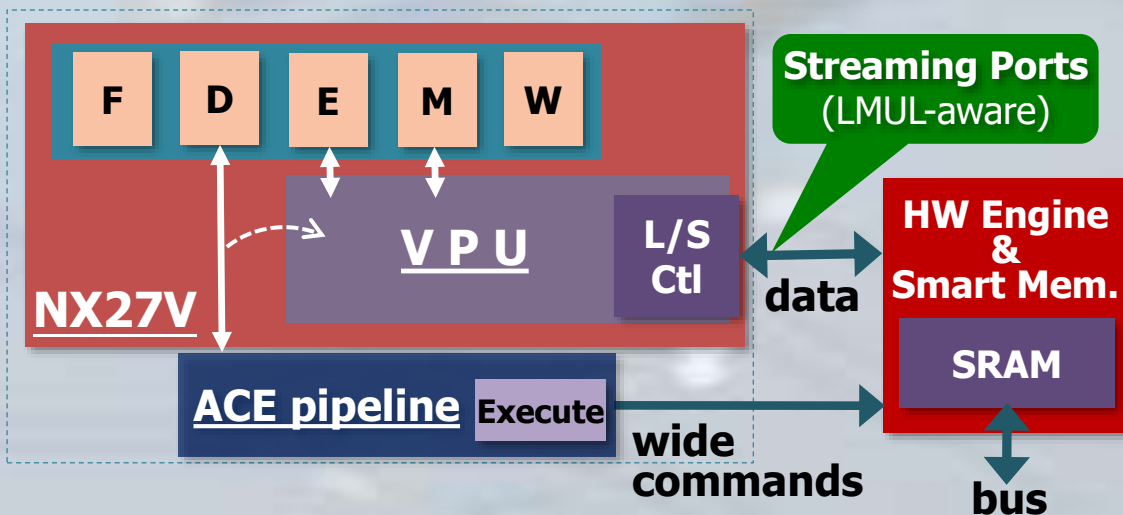 F
D
E
M
W
Streaming Ports
(LMUL-aware)
V P U
L/S
Ctl
NX27V
data
HW Engine
&
Smart Mem.
SRAM
ACE pipeline
Execute
wide
commands
bus